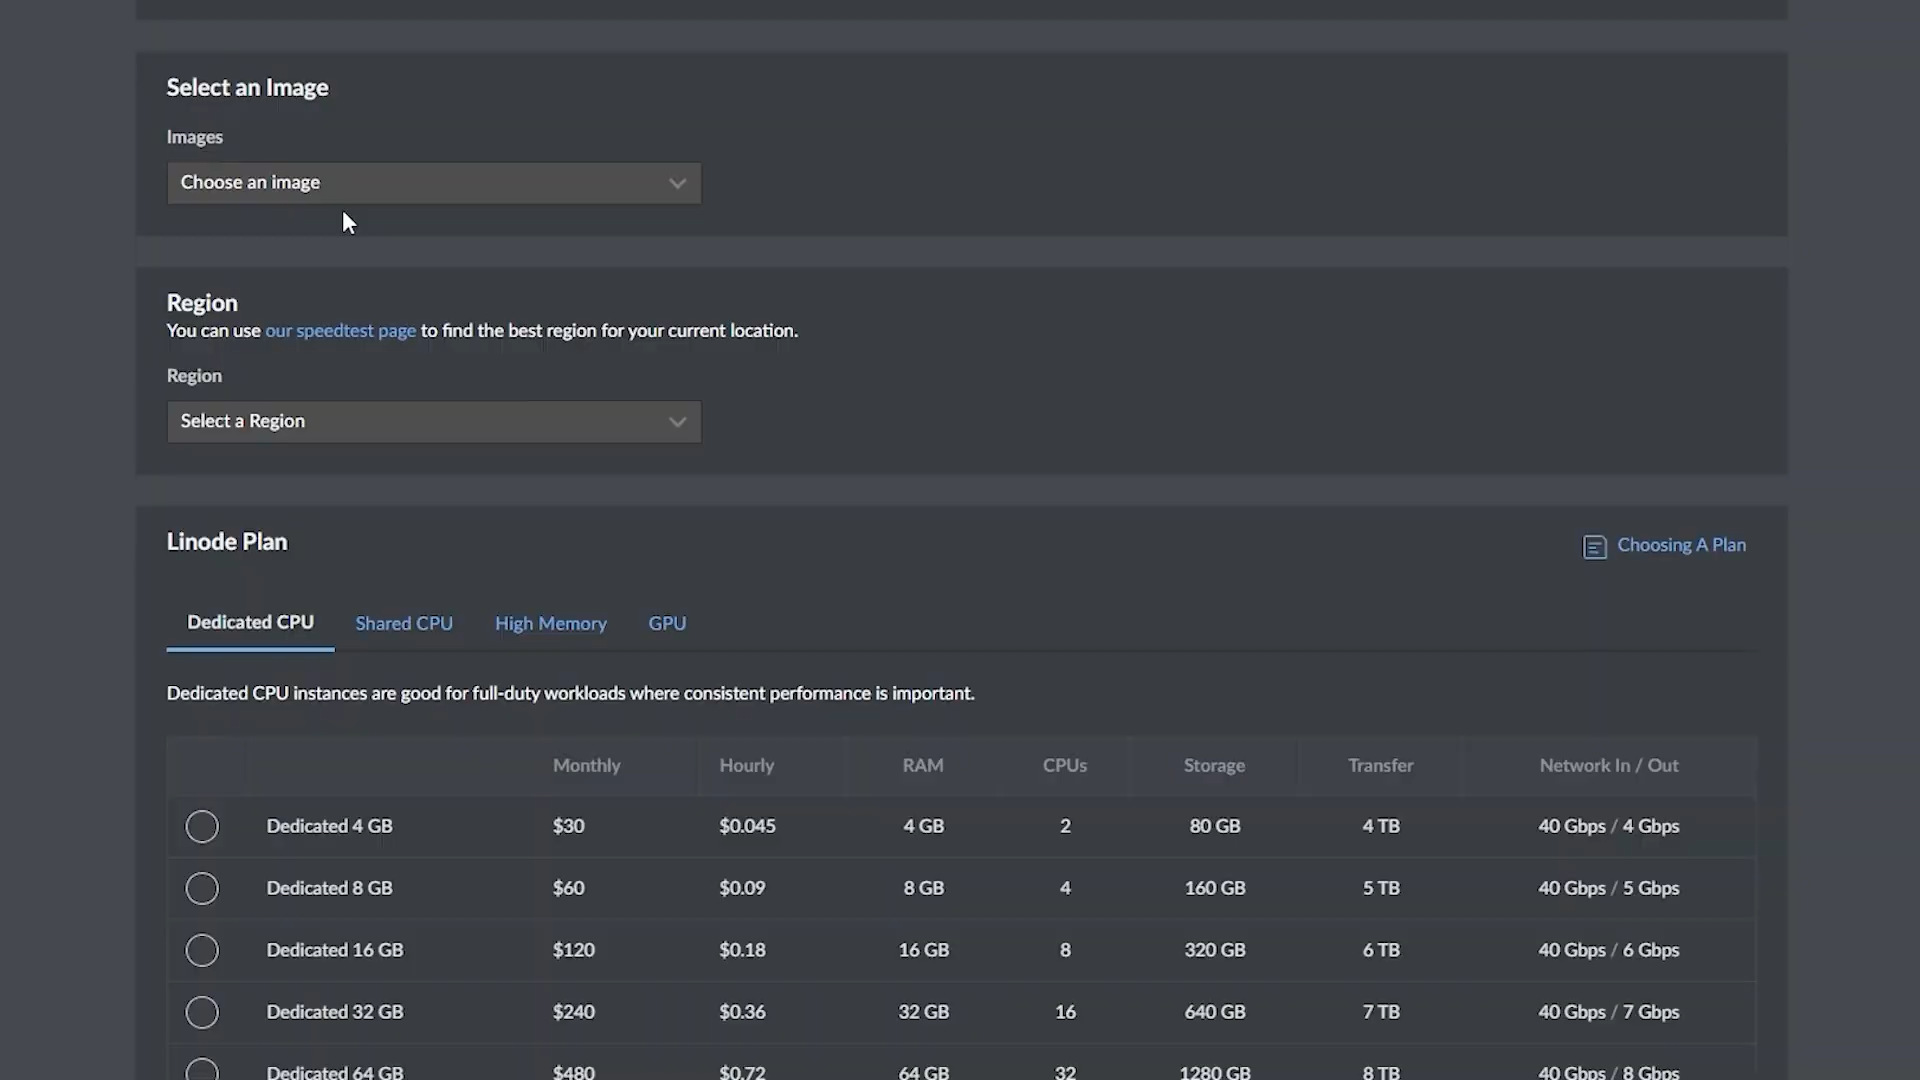 Select an Image
Images
Choose an image
Region
You can use our speedtest page to find the best region for your current location.
Region
Select a Region
Linode Plan
Choosing A Plan
Dedicated CPU Shared CPU High Memory GPU
Dedicated CPU instances are good for full-duty workloads where consistent performance is important.
Monthly Hourly RAM CPUs Storage Transfer Network In / Out
Dedicated 4 GB $30 $0.045 4 GB 2 80 GB 4 TB 40 Gbps / 4 Gbps
Dedicated 8 GB $60 $0.09 8 GB 4 160 GB 5 TB 40 Gbps / 5 Gbps
Dedicated 16 GB $120 $0.18 16 GB 8 320 GB 6 TB 40 Gbps / 6 Gbps
Dedicated 32 GB $240 $0.36 32 GB 16 640 GB 7 TB 40 Gbps / 7 Gbps
Dedicated 64 GB $480 $0.72 64 GB 32 1280 GB 8 TB 40 Gbps / 8 Gbps